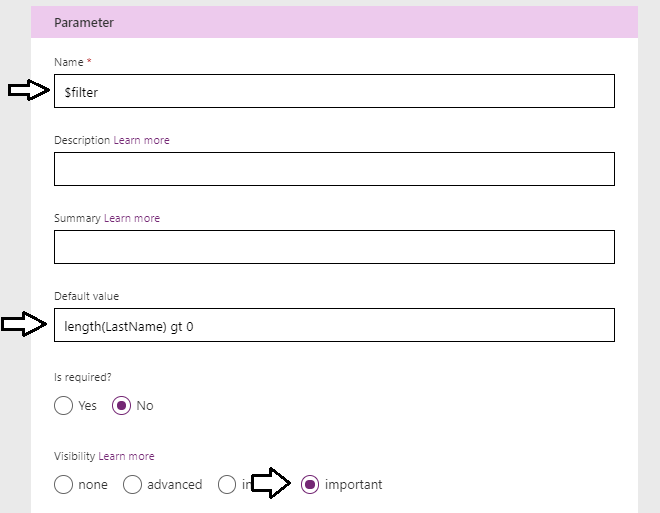 Parameter
Name *
$filter
Description Learn more
Summary Learn more
Default value
length(LastName) gt 0
Is required?
Yes No
Visibility Learn more
none advanced important